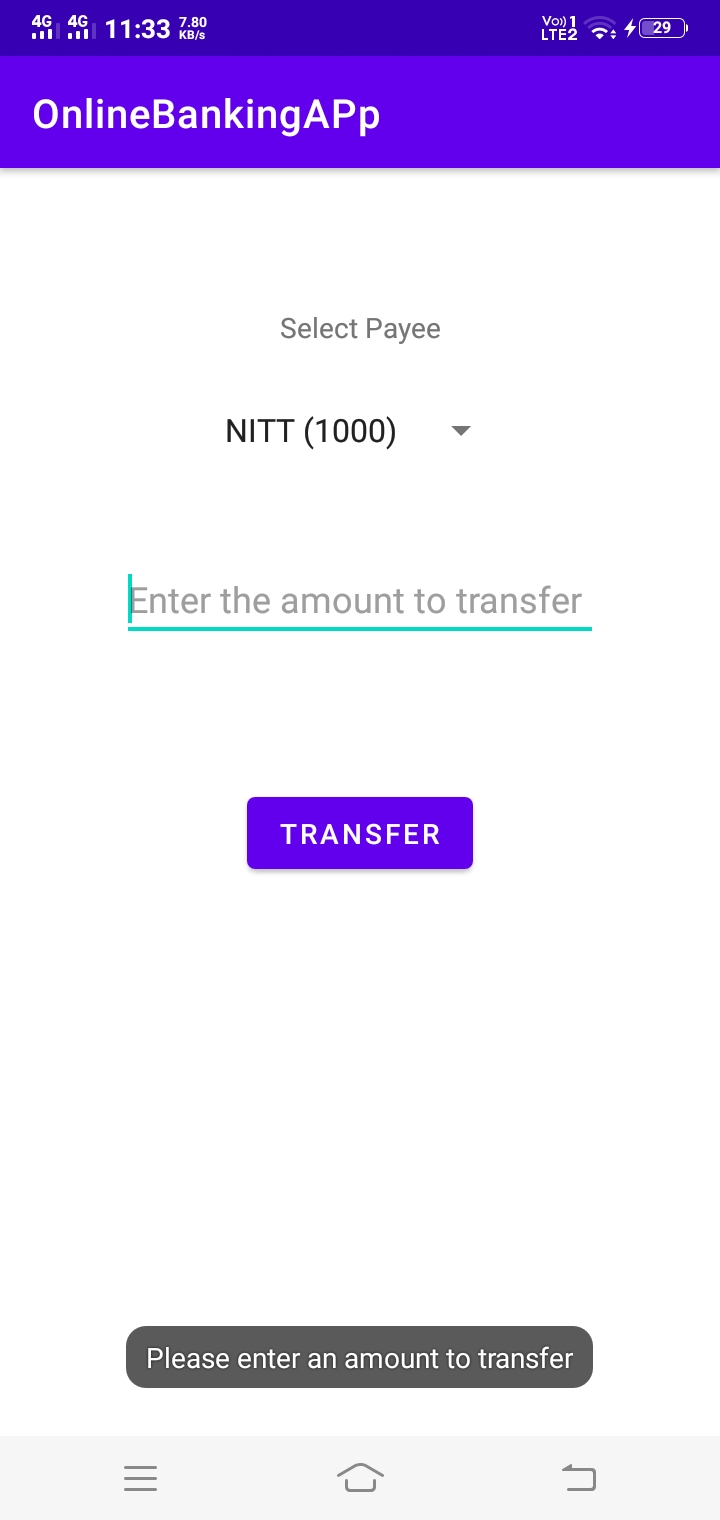 4G 4G 11:33 7.80 KB/s Vo)) 1 LTE2 29
OnlineBankingAPp
Select Payee
NITT (1000)
Enter the amount to transfer
TRANSFER
Please enter an amount to transfer